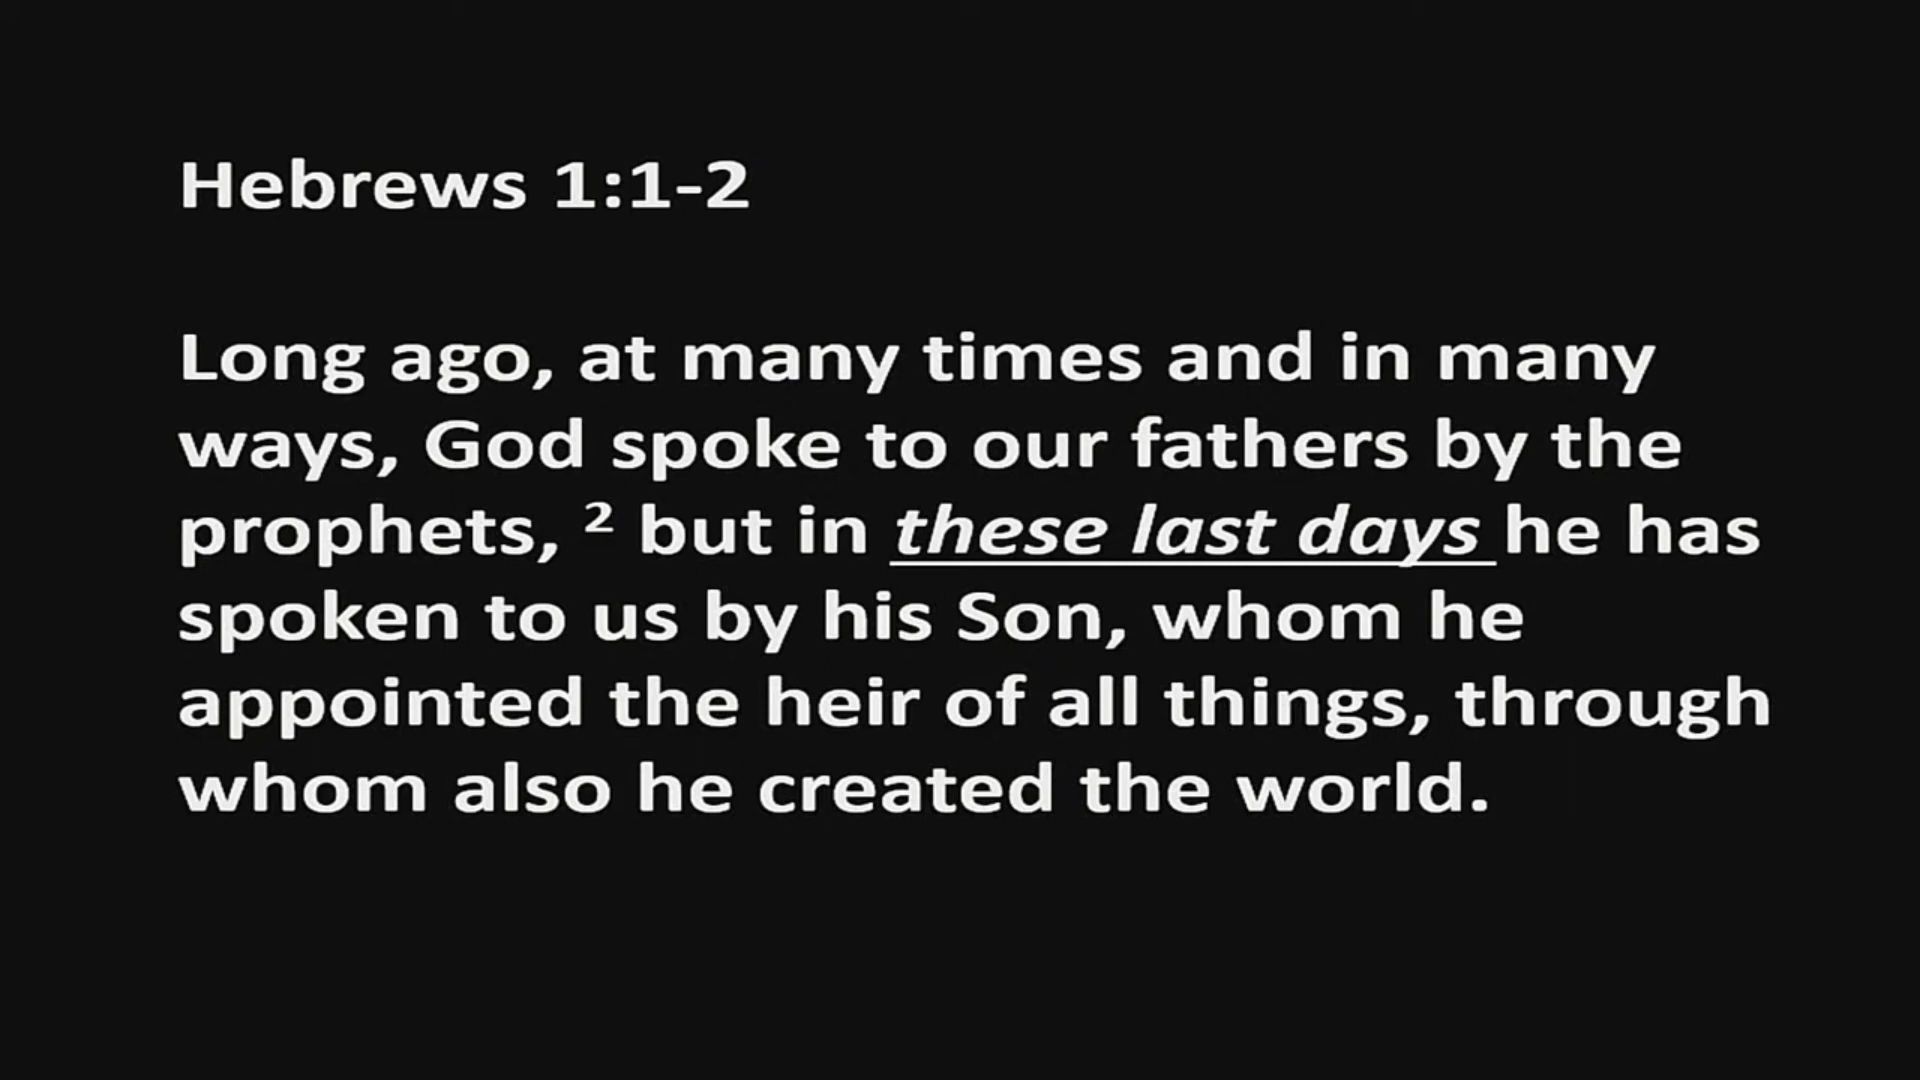 Hebrews 1:1-2
Long ago, at many times and in many
ways, God spoke to our fathers by the
prophets, ² but in these last days he has
spoken to us by his Son, whom he
appointed the heir of all things, through
whom also he created the world.